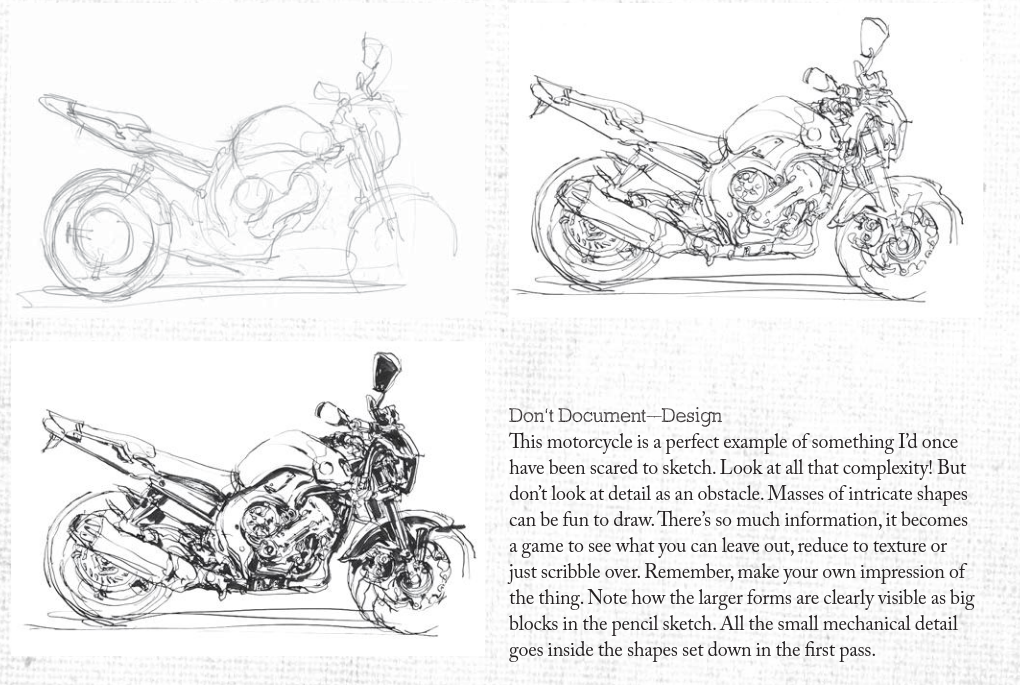 Don't Document—Design
This motorcycle is a perfect example of something I'd once
have been scared to sketch. Look at all that complexity! But
don't look at detail as an obstacle. Masses of intricate shapes
can be fun to draw. There's so much information, it becomes
a game to see what you can leave out, reduce to texture or
just scribble over. Remember, make your own impression of
the thing. Note how the larger forms are clearly visible as big
blocks in the pencil sketch. All the small mechanical detail
goes inside the shapes set down in the first pass.